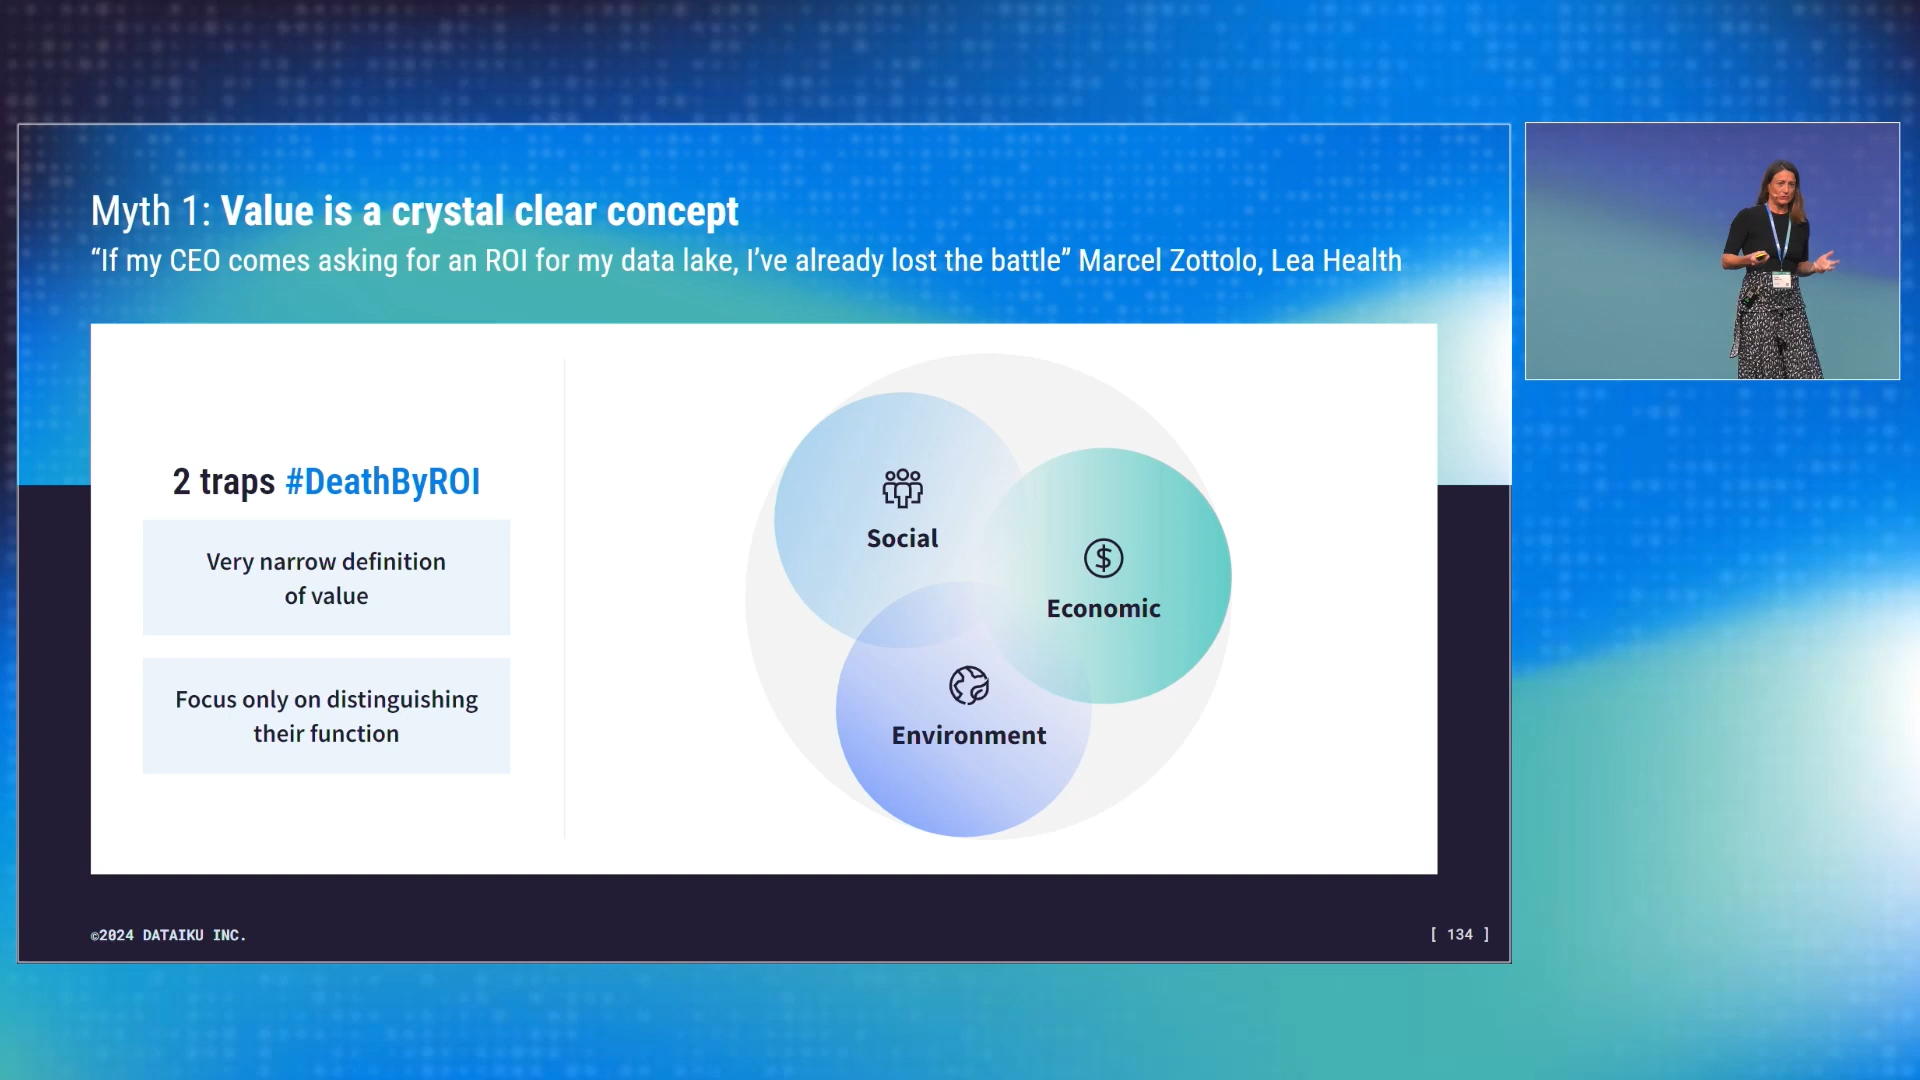 Myth 1: Value is a crystal clear concept
“If my CEO comes asking for an ROI for my data lake, I’ve already lost the battle” Marcel Zottolo, Lea Health
2 traps #DeathByROI
Very narrow definition
of value
Focus only on distinguishing
their function
Social
Economic
Environment
©2024 DATAIKU INC.
[ 134 ]